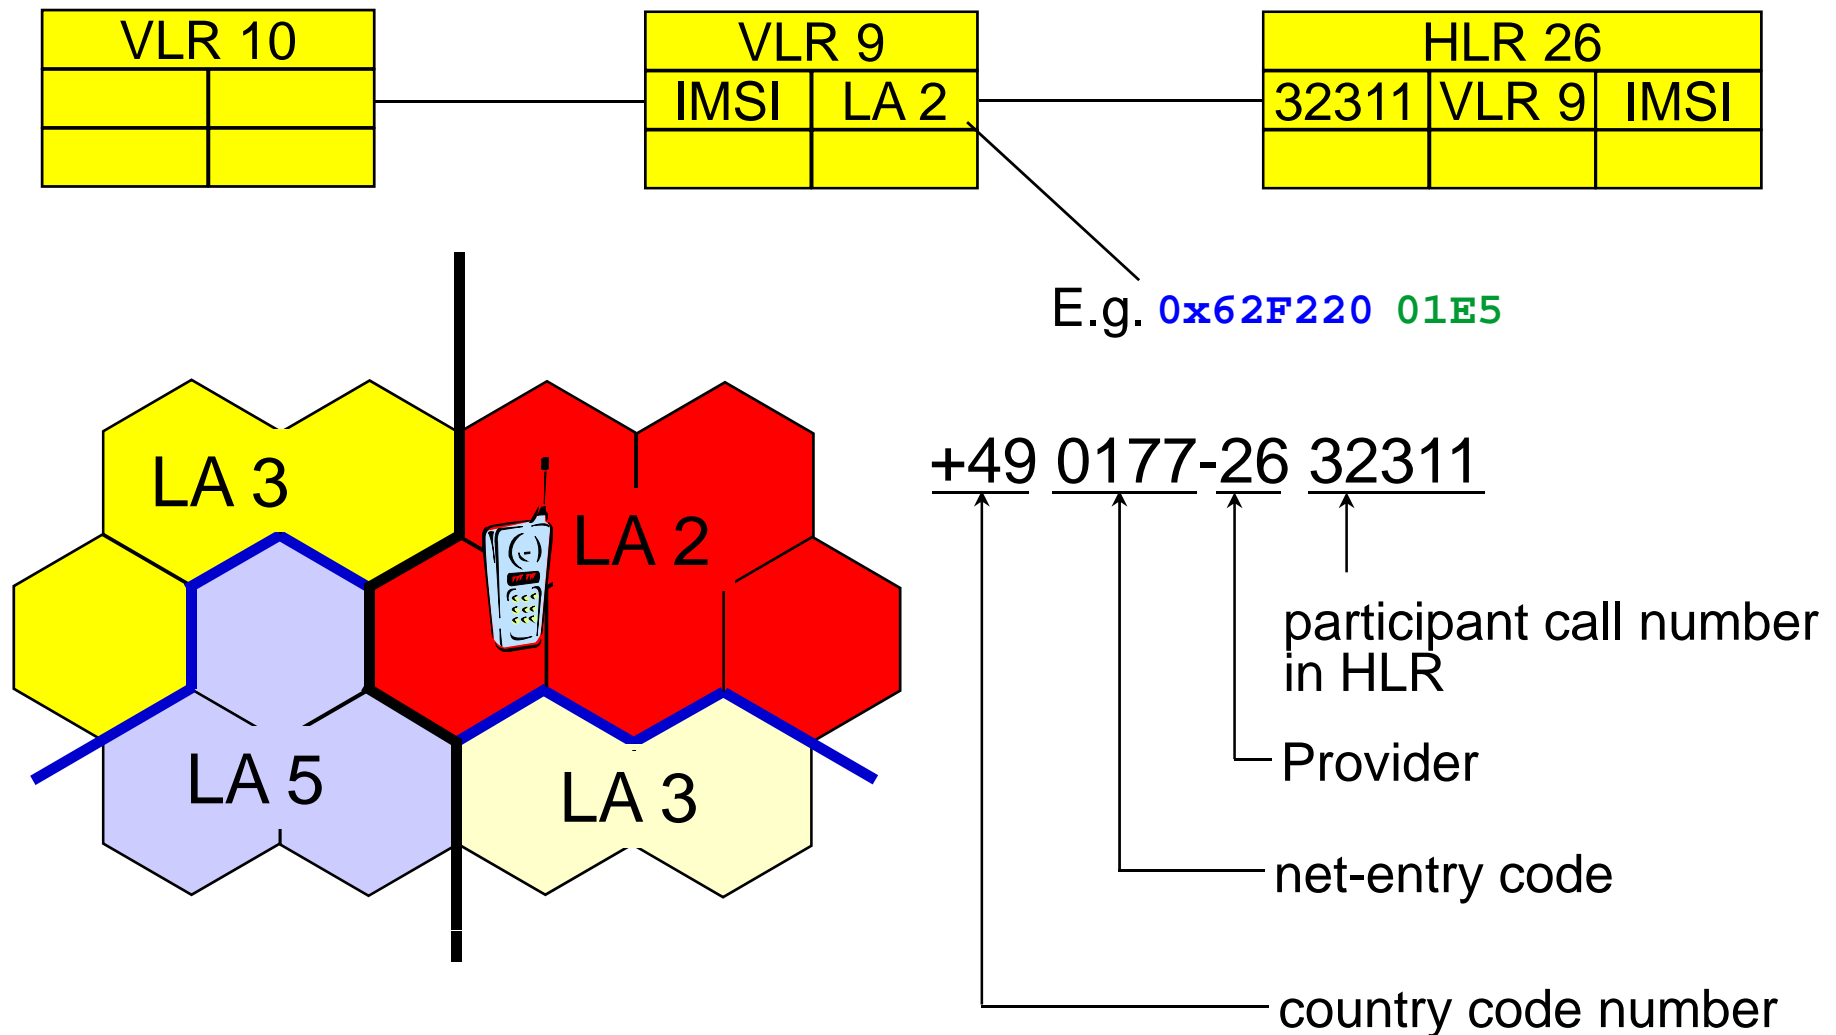 VLR 10
VLR 9
IMSI LA 2
HLR 26
32311 VLR 9 IMSI
E.g. 0x62F220 01E5
LA 3
LA 2
LA 5
LA 3
+49 0177-26 32311
participant call number
in HLR
Provider
net-entry code
country code number